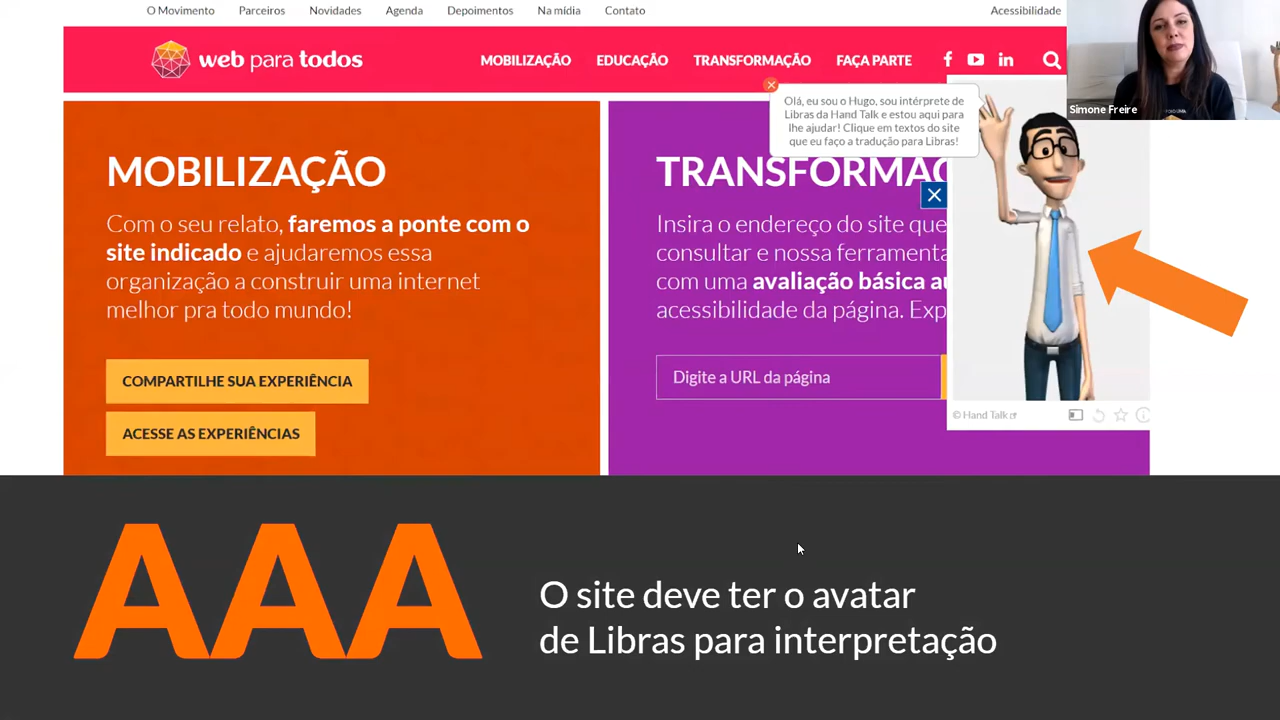 O Movimento Parceiros Novidades Agenda Depoimentos Na mídia Contato Acessibilidade
web para todos MOBILIZAÇÃO EDUCAÇÃO TRANSFORMAÇÃO FAÇA PARTE
Simone Freire
Olá, eu sou o Hugo, sou intérprete de
Libras da Hand Talk e estou aqui para
lhe ajudar! Clique em textos do site
que eu faço a tradução para Libras!
MOBILIZAÇÃO
Com o seu relato, faremos a ponte com o
site indicado e ajudaremos essa
organização a construir uma internet
melhor pra todo mundo!
COMPARTILHE SUA EXPERIÊNCIA
ACESSE AS EXPERIÊNCIAS
TRANSFORMAÇ
Insira o endereço do site que
consultar e nossa ferramenta
com uma avaliação básica au
acessibilidade da página. Exp
Digite a URL da página
© Hand Talk
AAA
O site deve ter o avatar
de Libras para interpretação